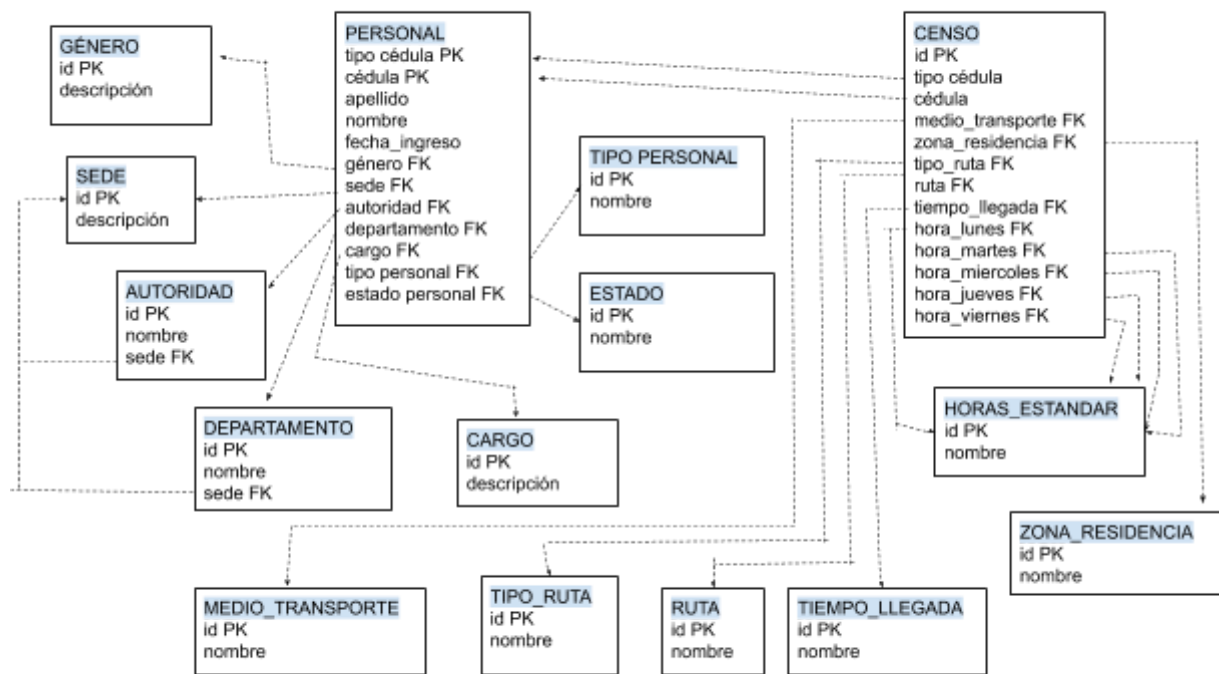 GÉNERO
id PK
descripción
SEDE
id PK
descripción
AUTORIDAD
id PK
nombre
sede FK
DEPARTAMENTO
id PK
nombre
sede FK
PERSONAL
tipo cédula PK
cédula PK
apellido
nombre
fecha_ingreso
género FK
sede FK
autoridad FK
departamento FK
cargo FK
tipo personal FK
estado personal FK
TIPO PERSONAL
id PK
nombre
ESTADO
id PK
nombre
CARGO
id PK
descripción
CENSO
id PK
tipo cédula
cédula
medio_transporte FK
zona_residencia FK
tipo_ruta FK
ruta FK
tiempo_llegada FK
hora_lunes FK
hora_martes FK
hora_miercoles FK
hora_jueves FK
hora_viernes FK
HORAS_ESTANDAR
id PK
nombre
ZONA_RESIDENCIA
id PK
nombre
MEDIO_TRANSPORTE
id PK
nombre
TIPO_RUTA
id PK
nombre
RUTA
id PK
nombre
TIEMPO_LLEGADA
id PK
nombre